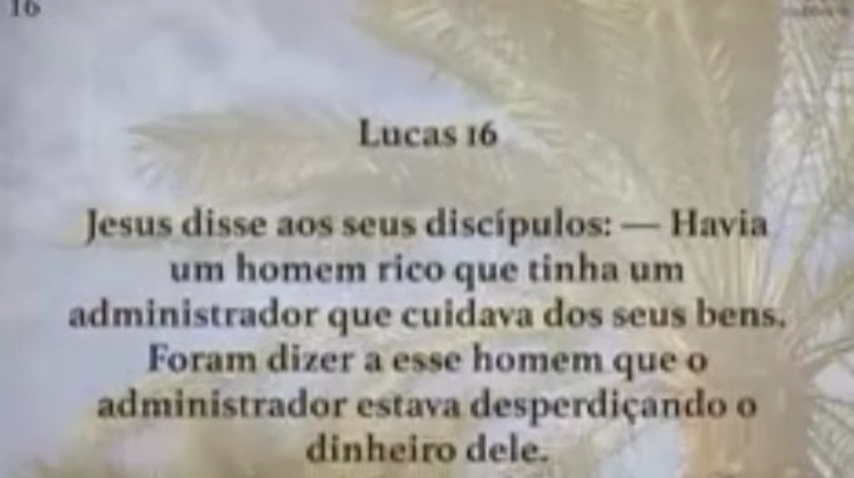 16
Lucas 16
Jesus disse aos seus discípulos: — Havia
um homem rico que tinha um
administrador que cuidava dos seus bens.
Foram dizer a esse homem que o
administrador estava desperdiçando o
dinheiro dele.